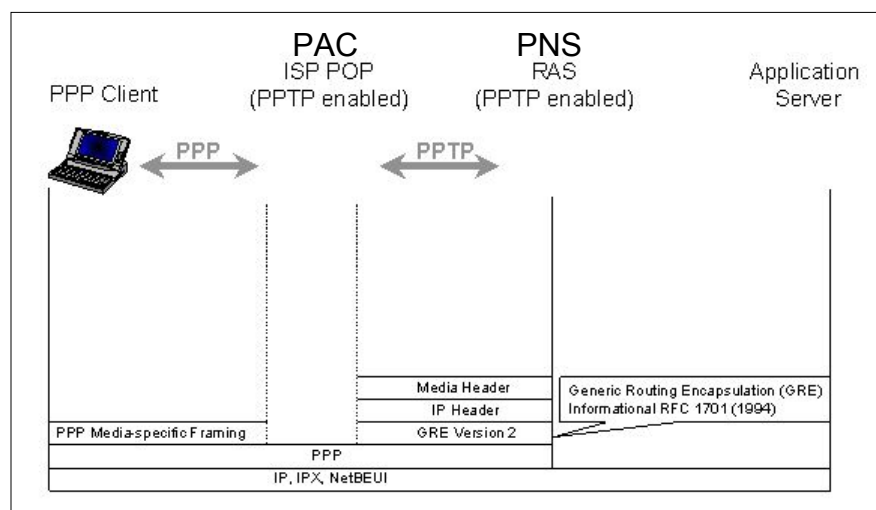 PAC PNS
ISP POP RAS Application
PPP Client (PPTP enabled) (PPTP enabled) Server
PPP PPTP
Media Header
Generic Routing Encapsulation (GRE)
IP Header
Informational RFC 1701 (1994)
PPP Media-specific Framing GRE Version 2
PPP
IP, IPX, NetBEUI